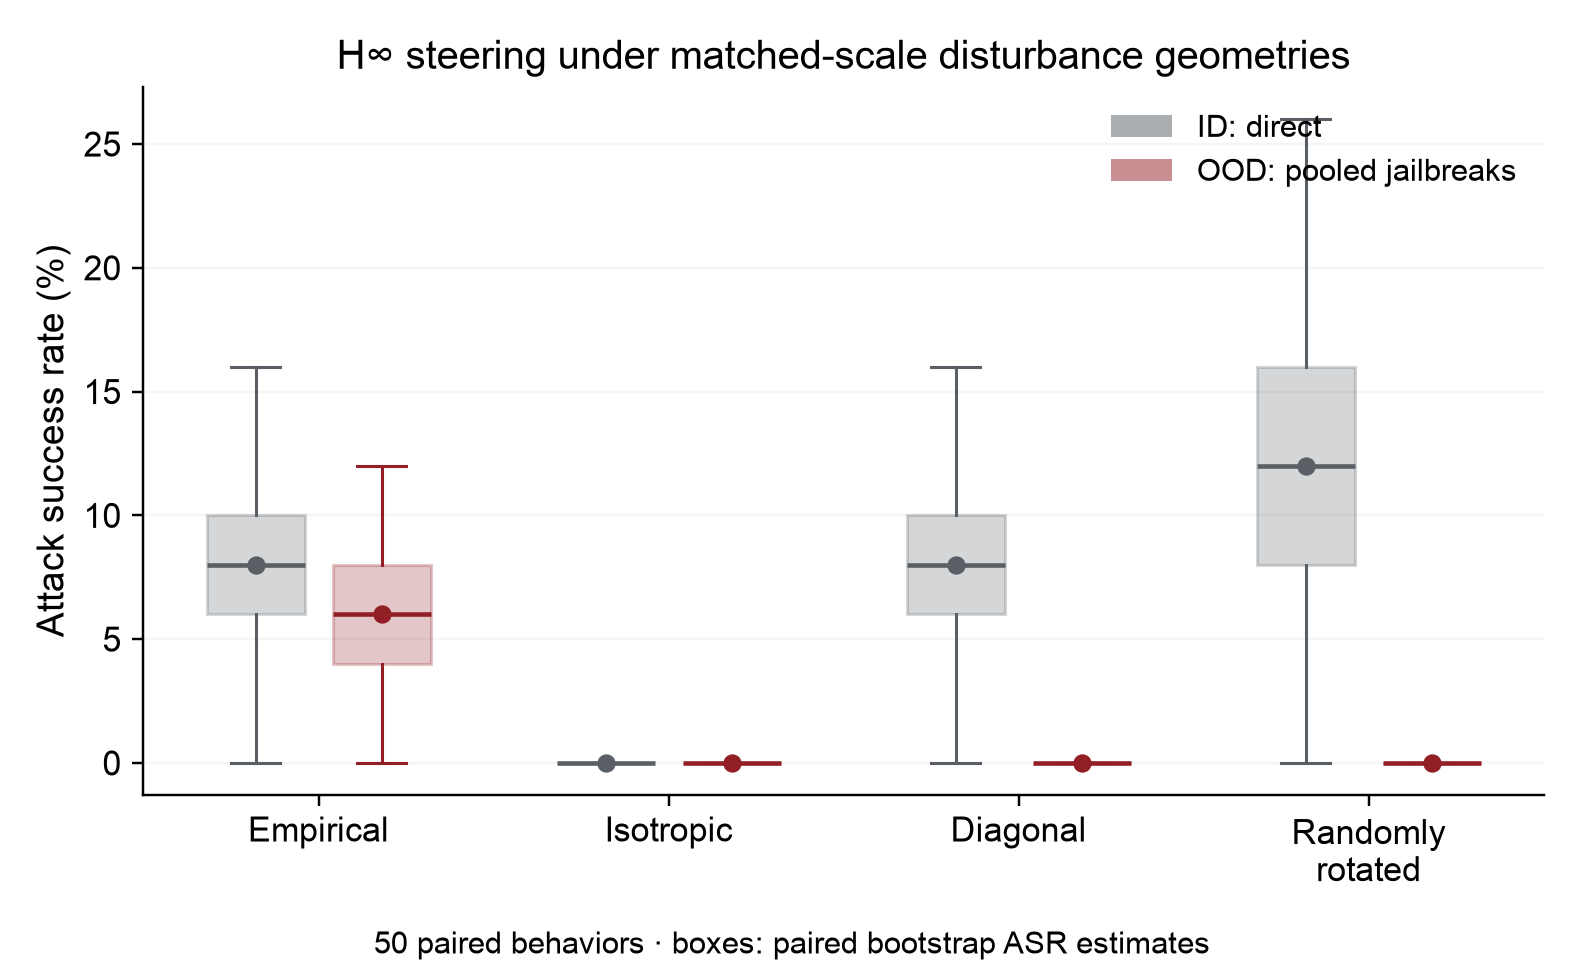 H∞ steering under matched-scale disturbance geometries
ID: direct
OOD: pooled jailbreaks
Attack success rate (%)
25
20
15
10
5
0
Empirical
Isotropic
Diagonal
Randomly
rotated
50 paired behaviors · boxes: paired bootstrap ASR estimates